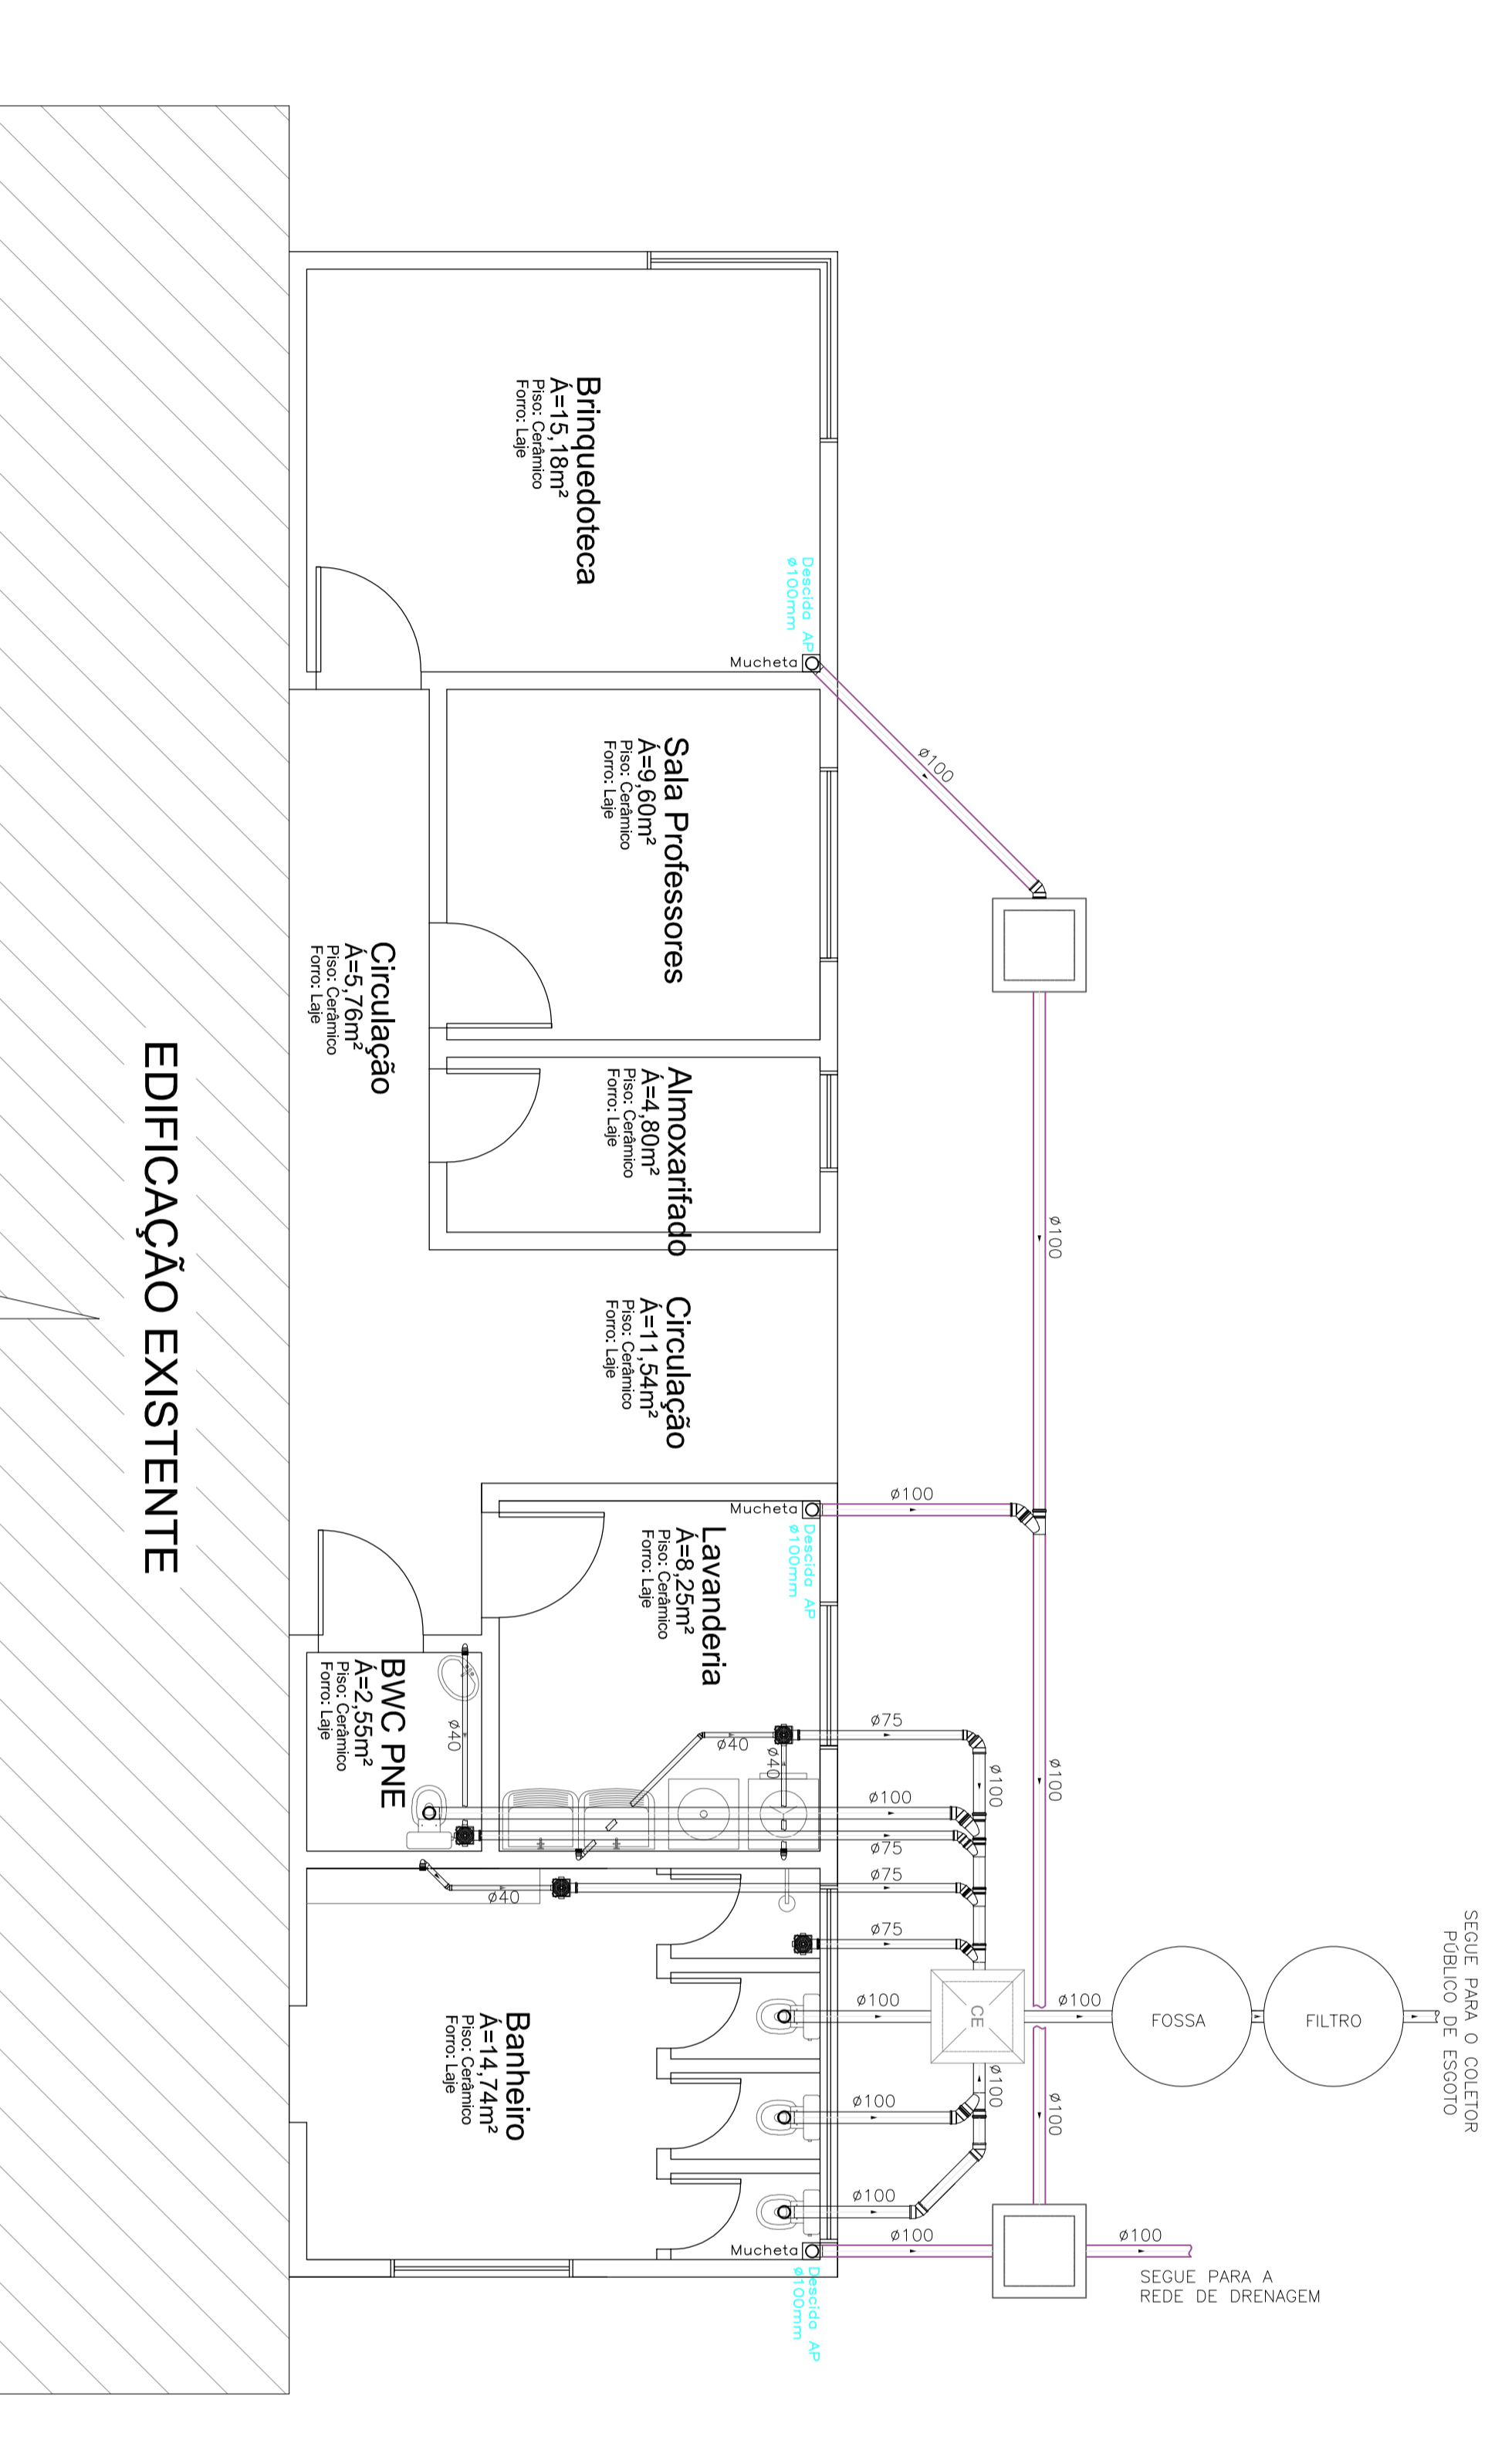 Brinquedoteca
Á=15,18m²
Piso: Cerâmico
Forro: Laje
Descida AP
ø100mm
Mucheta
ø100
Sala Professores
Á=9,60m²
Piso: Cerâmico
Forro: Laje
Circulação
Á=5,76m²
Piso: Cerâmico
Forro: Laje
Almoxarifado
Á=4,80m²
Piso: Cerâmico
Forro: Laje
ø100
EDIFICAÇÃO EXISTENTE
Circulação
Á=11,54m²
Piso: Cerâmico
Forro: Laje
Mucheta
ø100
Descida AP
ø100mm
Lavanderia
Á=8,25m²
Piso: Cerâmico
Forro: Laje
BWC PNE
Á=2,55m²
Piso: Cerâmico
Forro: Laje
ø40
ø40
ø40
ø75
ø100
ø100
ø100
ø75
ø75
ø40
ø75
ø100
CE
ø100
FOSSA
FILTRO
SEGUE PARA O COLETOR
PÚBLICO DE ESGOTO
Banheiro
Á=14,74m²
Piso: Cerâmico
Forro: Laje
ø100
ø100
ø100
ø100
Mucheta
ø100
ø100
Descida AP
ø100mm
SEGUE PARA A
REDE DE DRENAGEM